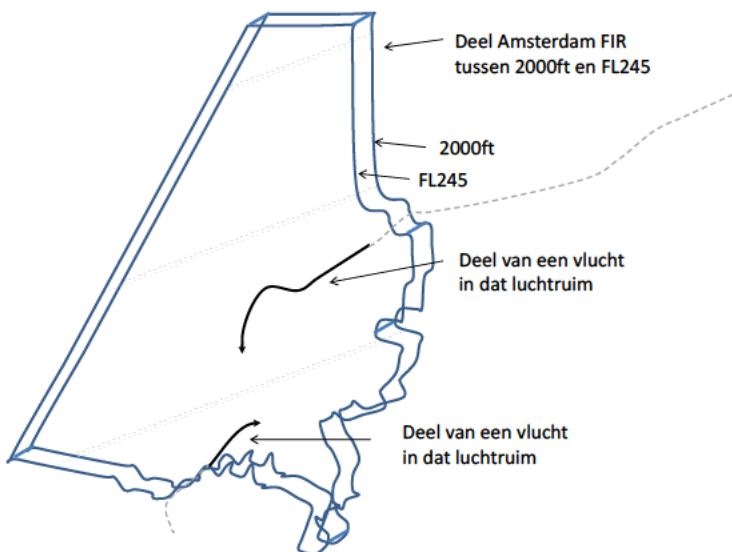 Deel Amsterdam FIR
tussen 2000ft en FL245
2000ft
FL245
Deel van een vlucht
in dat luchtruim
Deel van een vlucht
in dat luchtruim